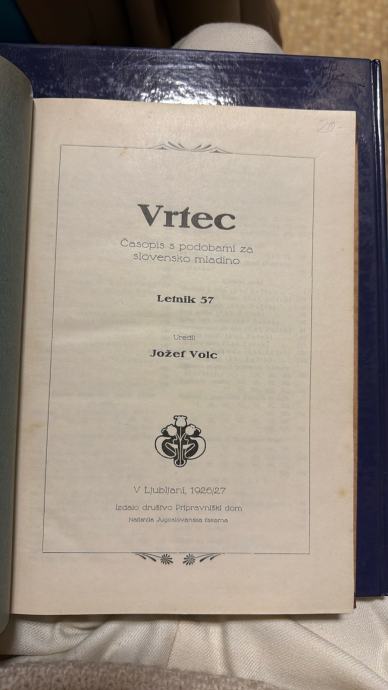 Vrtec
Časopis s podobami za
slovensko mladino
Letnik 57
Uredil
Jožef Volc
V Ljubljani, 1926/27
Izdalo društvo Pripravniški dom
Natisnila Jugoslovanska tiskarna